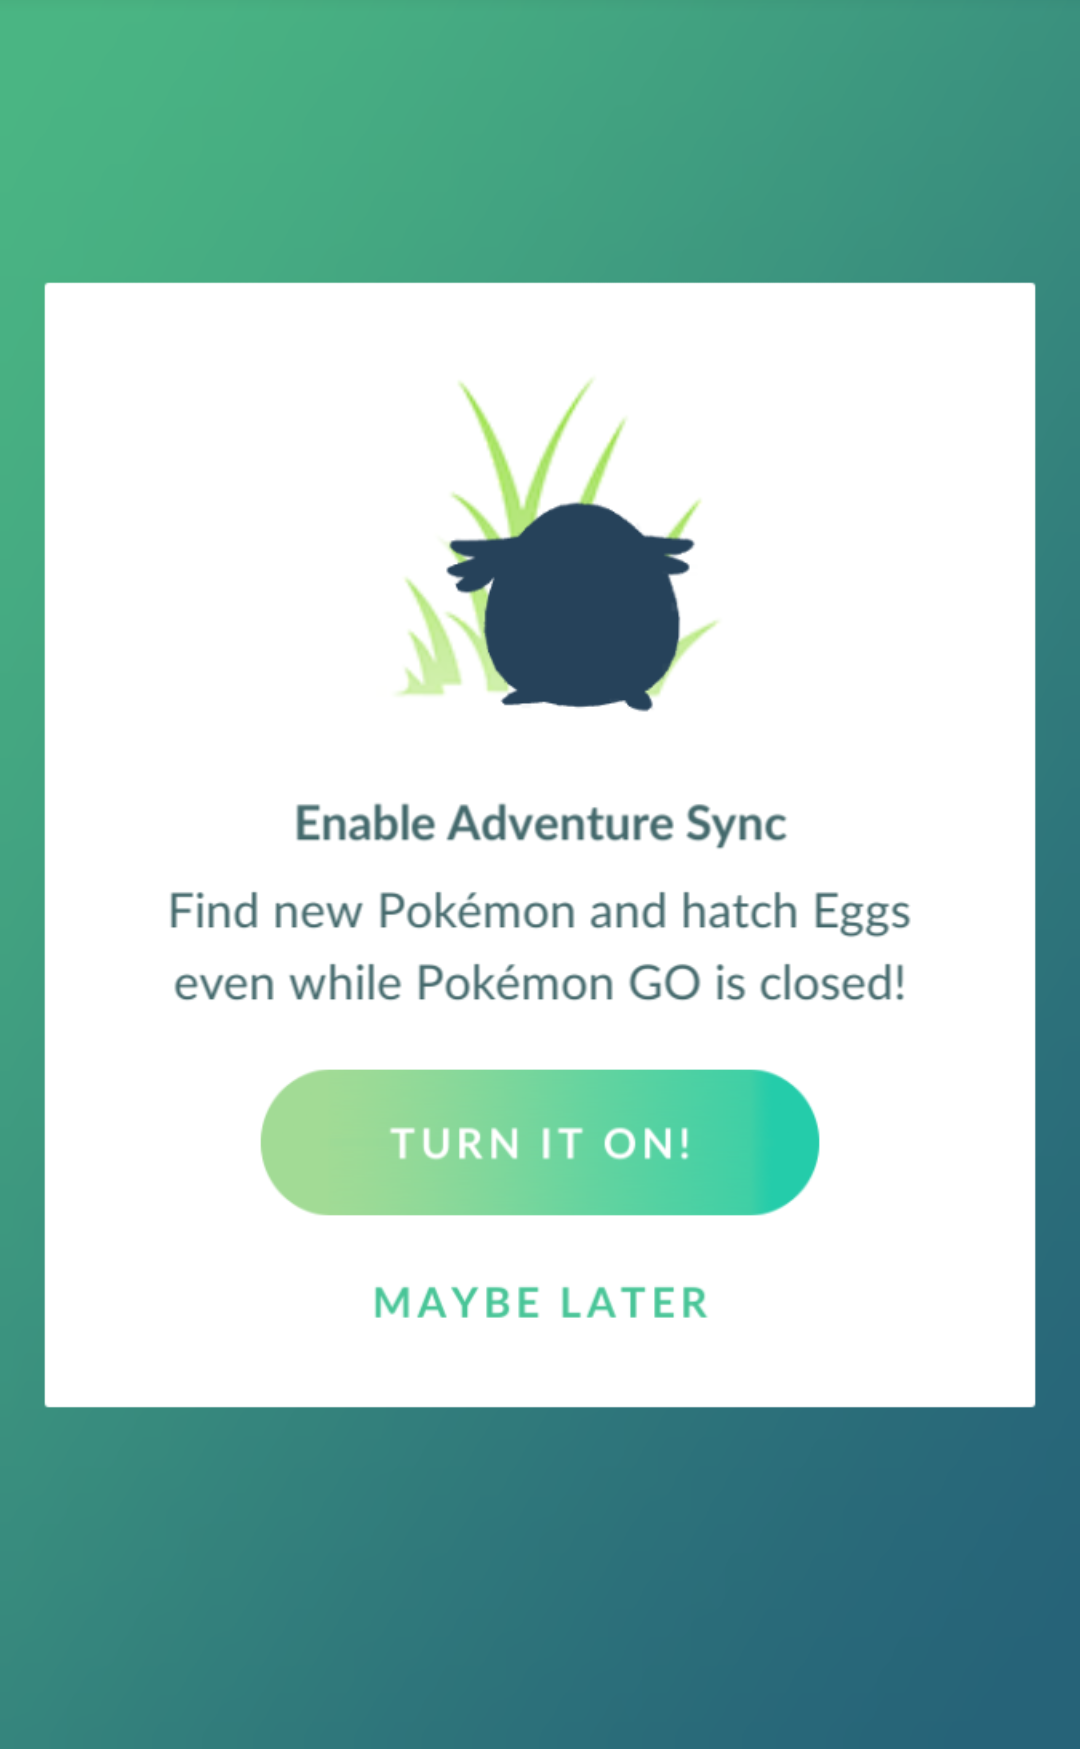 Enable Adventure Sync
Find new Pokémon and hatch Eggs
even while Pokémon GO is closed!
TURN IT ON!
MAYBE LATER